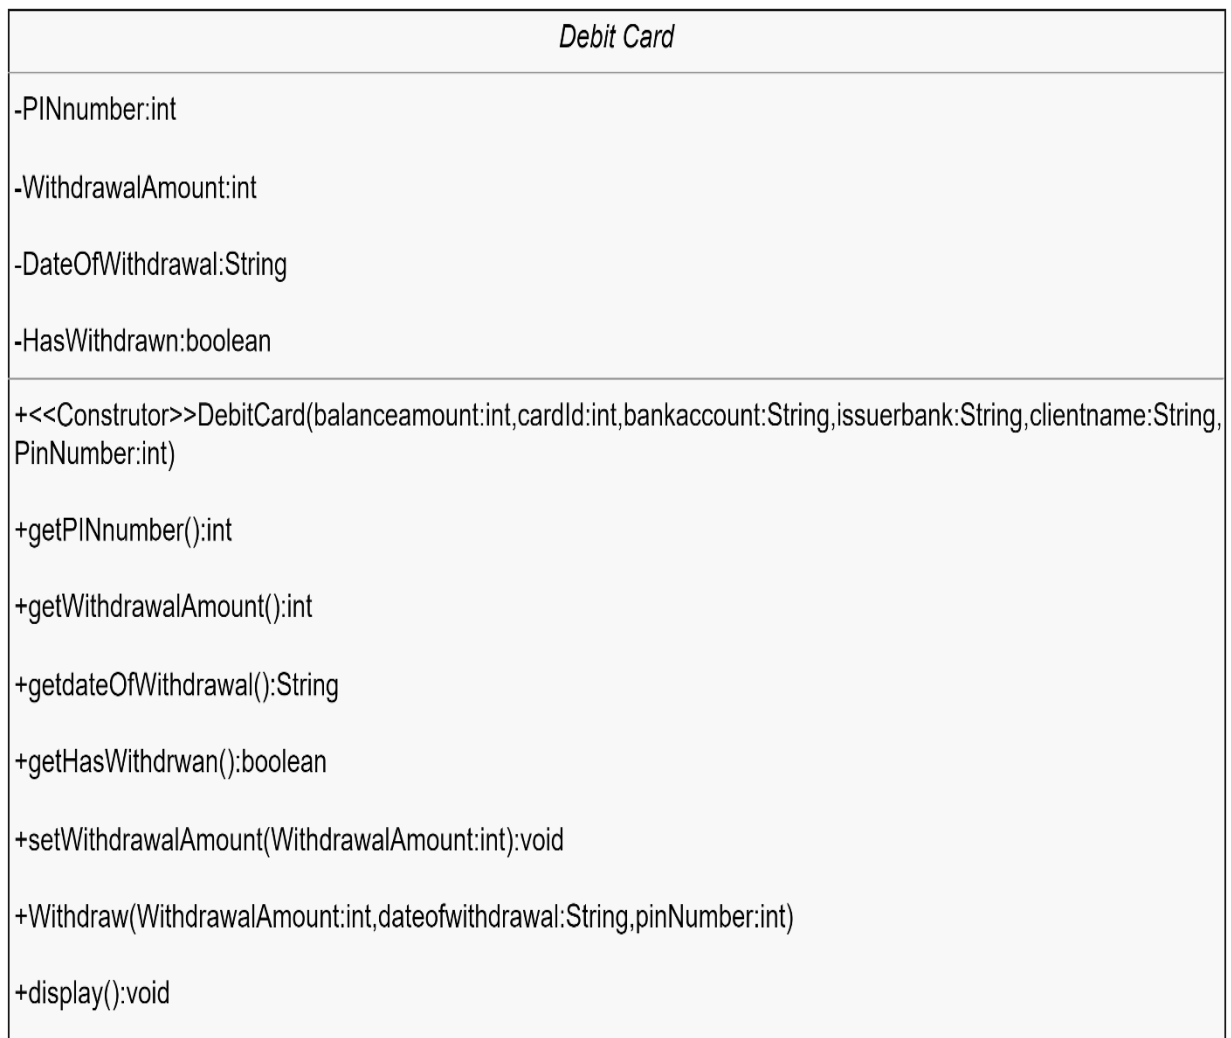 Debit Card
-PINnumber:int
-WithdrawalAmount:int
-DateOfWithdrawal:String
-HasWithdrawn:boolean
+<<Construtor>>DebitCard(balanceamount:int,cardId:int,bankaccount:String,issuerbank:String,clientname:String,
PinNumber:int)
+getPINnumber():int
+getWithdrawalAmount():int
+getdateOfWithdrawal():String
+getHasWithdrwan():boolean
+setWithdrawalAmount(WithdrawalAmount:int):void
+Withdraw(WithdrawalAmount:int,dateofwithdrawal:String,pinNumber:int)
+display():void